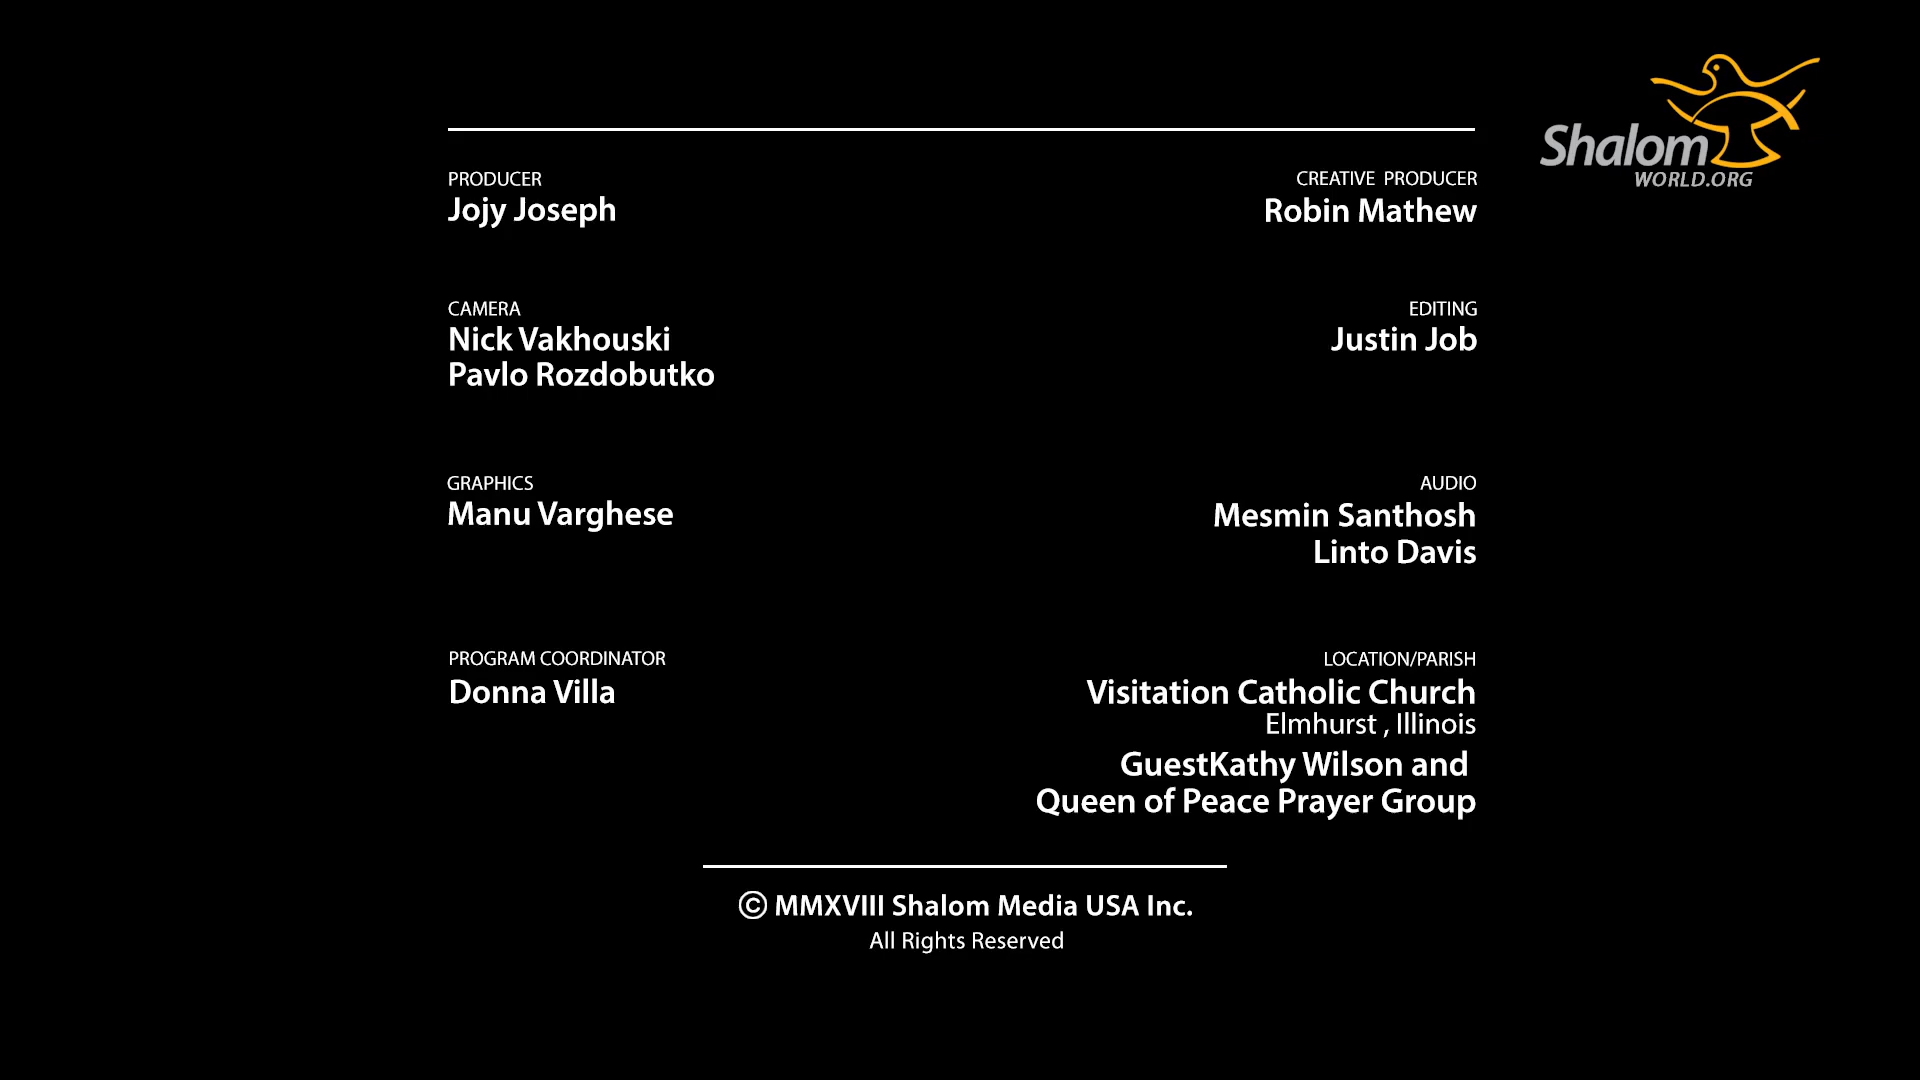 Shalom
WORLD.ORG
PRODUCER
Jojy Joseph
CREATIVE PRODUCER
Robin Mathew
CAMERA
Nick Vakhouski
Pavlo Rozdobutko
EDITING
Justin Job
GRAPHICS
Manu Varghese
AUDIO
Mesmin Santhosh
Linto Davis
PROGRAM COORDINATOR
Donna Villa
LOCATION/PARISH
Visitation Catholic Church
Elmhurst , Illinois
GuestKathy Wilson and
Queen of Peace Prayer Group
© MMXVIII Shalom Media USA Inc.
All Rights Reserved